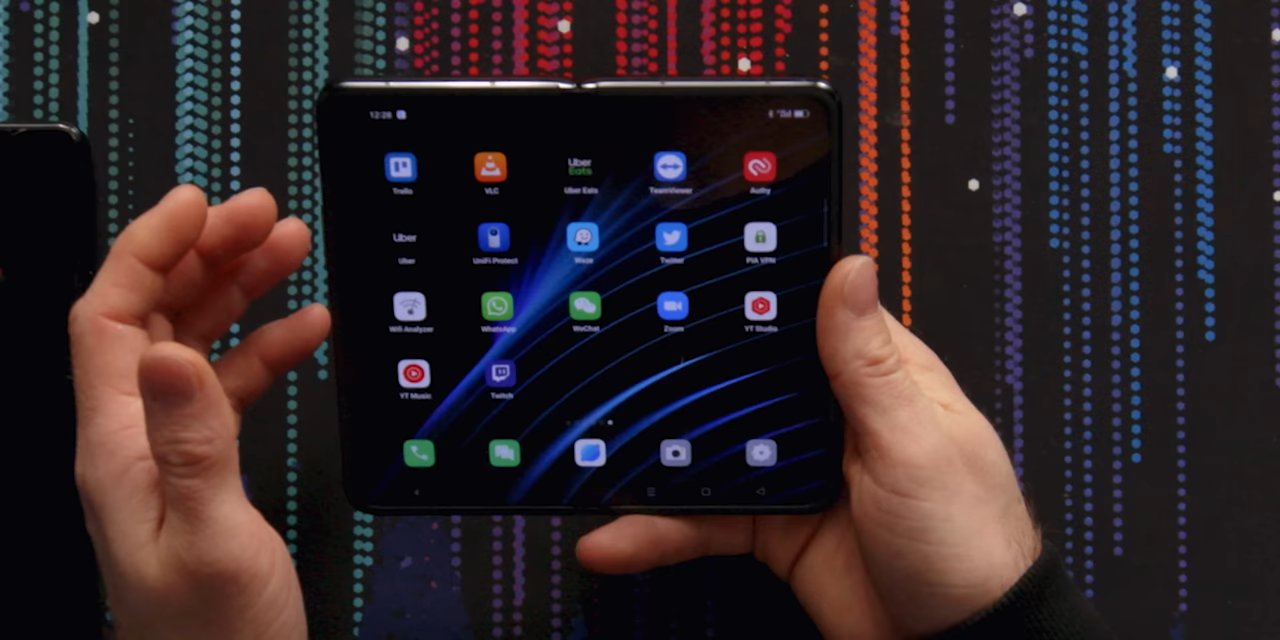 12:28
Trello
VLC
Uber
Eats
Uber Eats
TeamViewer
Authy
Uber
Uber
UniFi Protect
Waze
Twitter
PIA VPN
Wifi Analyzer
WhatsApp
WeChat
Zoom
YT Studio
YT Music
Twitch